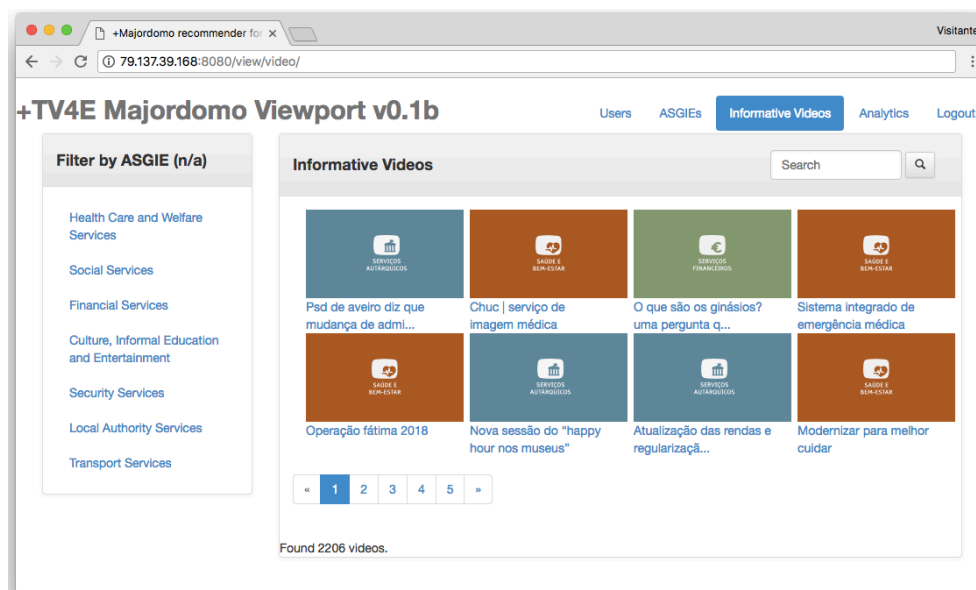 +Majordomo recommender for
Visitante
79.137.39.168:8080/view/video/
+TV4E Majordomo Viewport v0.1b
Users
ASGIEs
Informative Videos
Analytics
Logout
Filter by ASGIE (n/a)
Health Care and Welfare
Services
Social Services
Financial Services
Culture, Informal Education
and Entertainment
Security Services
Local Authority Services
Transport Services
Informative Videos
Search
SERVIÇOS
AUTÁRQUICOS
Psd de aveiro diz que
mudança de admi...
SAÚDE E
BEM-ESTAR
Chuc | serviço de
imagem médica
€
SERVIÇOS
FINANCEIROS
O que são os ginásios?
uma pergunta q...
SAÚDE E
BEM-ESTAR
Sistema integrado de
emergência médica
SAÚDE E
BEM-ESTAR
Operação fátima 2018
SERVIÇOS
AUTÁRQUICOS
Nova sessão do "happy
hour nos museus"
SERVIÇOS
AUTÁRQUICOS
Atualização das rendas e
regularizaçã...
SAÚDE E
BEM-ESTAR
Modernizar para melhor
cuidar
« 1 2 3 4 5 »
Found 2206 videos.